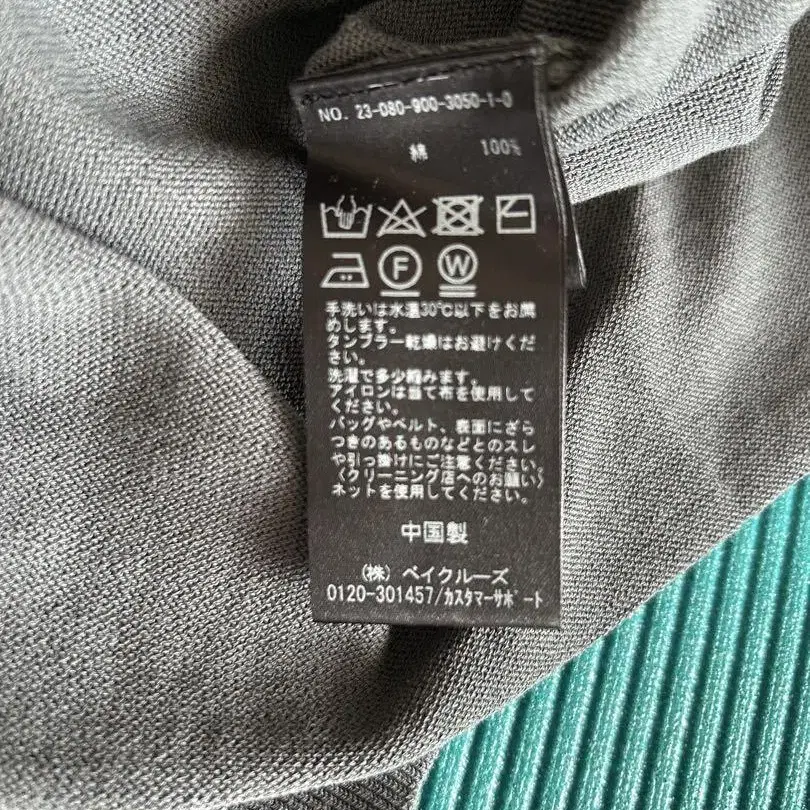 NO. 23-080-900-3050-1-0
綿 100%
F W
手洗いは水温30℃以下をお薦
めします。
タンブラー乾燥はお避けくだ
さい。
洗濯で多少縮みます。
アイロンは当て布を使用して
ください。
バッグやベルト、表面にざら
つきのあるものなどとのスレ
や引っ掛けにご注意ください。
〈クリーニング店へのお願い〉
ネットを使用してください。
中国製
(株) ベイクルーズ
0120-301457/ｶｽﾀﾏｰｻﾎﾟｰﾄ